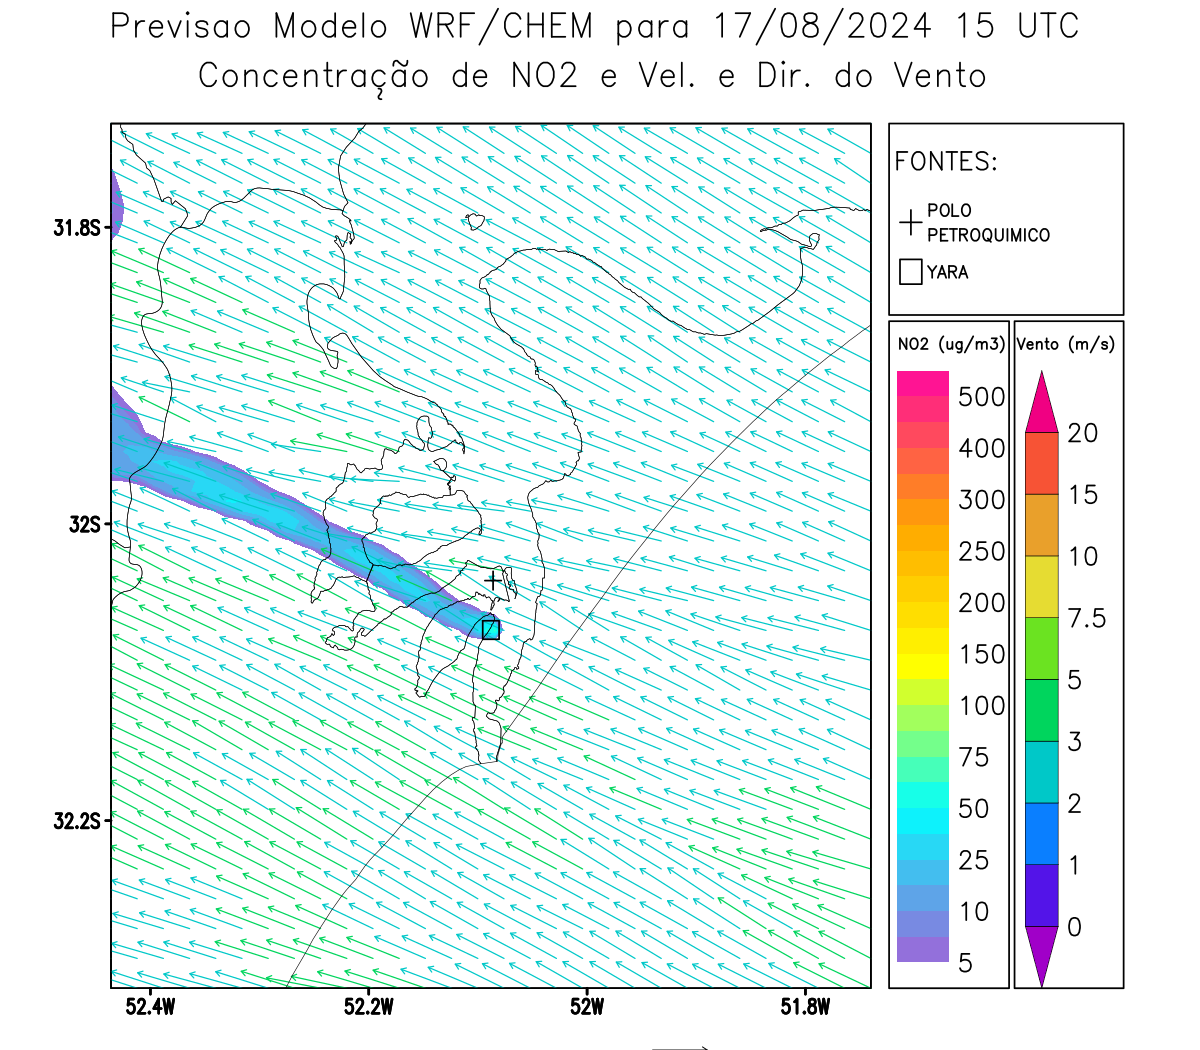 Previsao Modelo WRF/CHEM para 17/08/2024 15 UTC
Concentração de NO2 e Vel. e Dir. do Vento
FONTES:
POLO
PETROQUIMICO
YARA
NO2 (ug/m3)
500
400
300
250
200
150
100
75
50
25
10
5
Vento (m/s)
20
15
10
7.5
5
3
2
1
0
31.8S
32S
32.2S
52.4W
52.2W
52W
51.8W